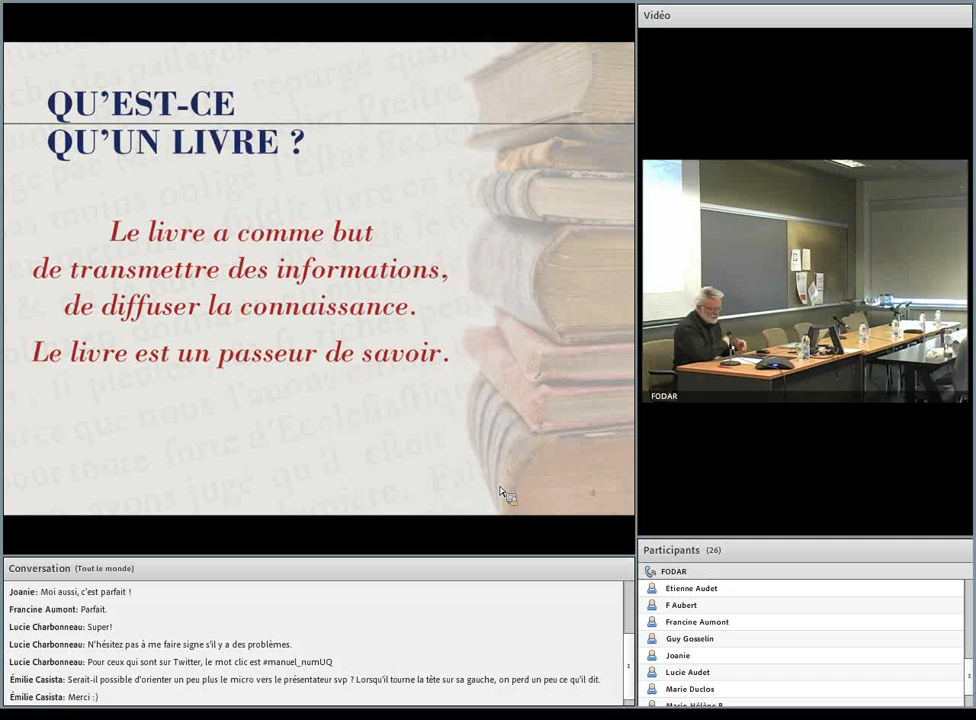 QU'EST-CE
QU'UN LIVRE ?
Le livre a comme but
de transmettre des informations,
de diffuser la connaissance.
Le livre est un passeur de savoir.
4
Vidéo
FODAR
Conversation (Tout le monde)
Joanie: Moi aussi, c'est parfait !
Francine Aumont: Parfait.
Lucie Charbonneau: Super!
Lucie Charbonneau: N'hésitez pas à me faire signe s'il y a des problèmes.
Lucie Charbonneau: Pour ceux qui sont sur Twitter, le mot clic est #manuel_numUQ
Émilie Casista: Serait-il possible d'orienter un peu plus le micro vers le présentateur svp ? Lorsqu'il tourne la tête sur sa gauche, on perd un peu ce qu'il dit.
Émilie Casista: Merci :)
Participants (26)
FODAR
Etienne Audet
F Aubert
Francine Aumont
Guy Gosselin
Joanie
Lucie Audet
Marie Duclos